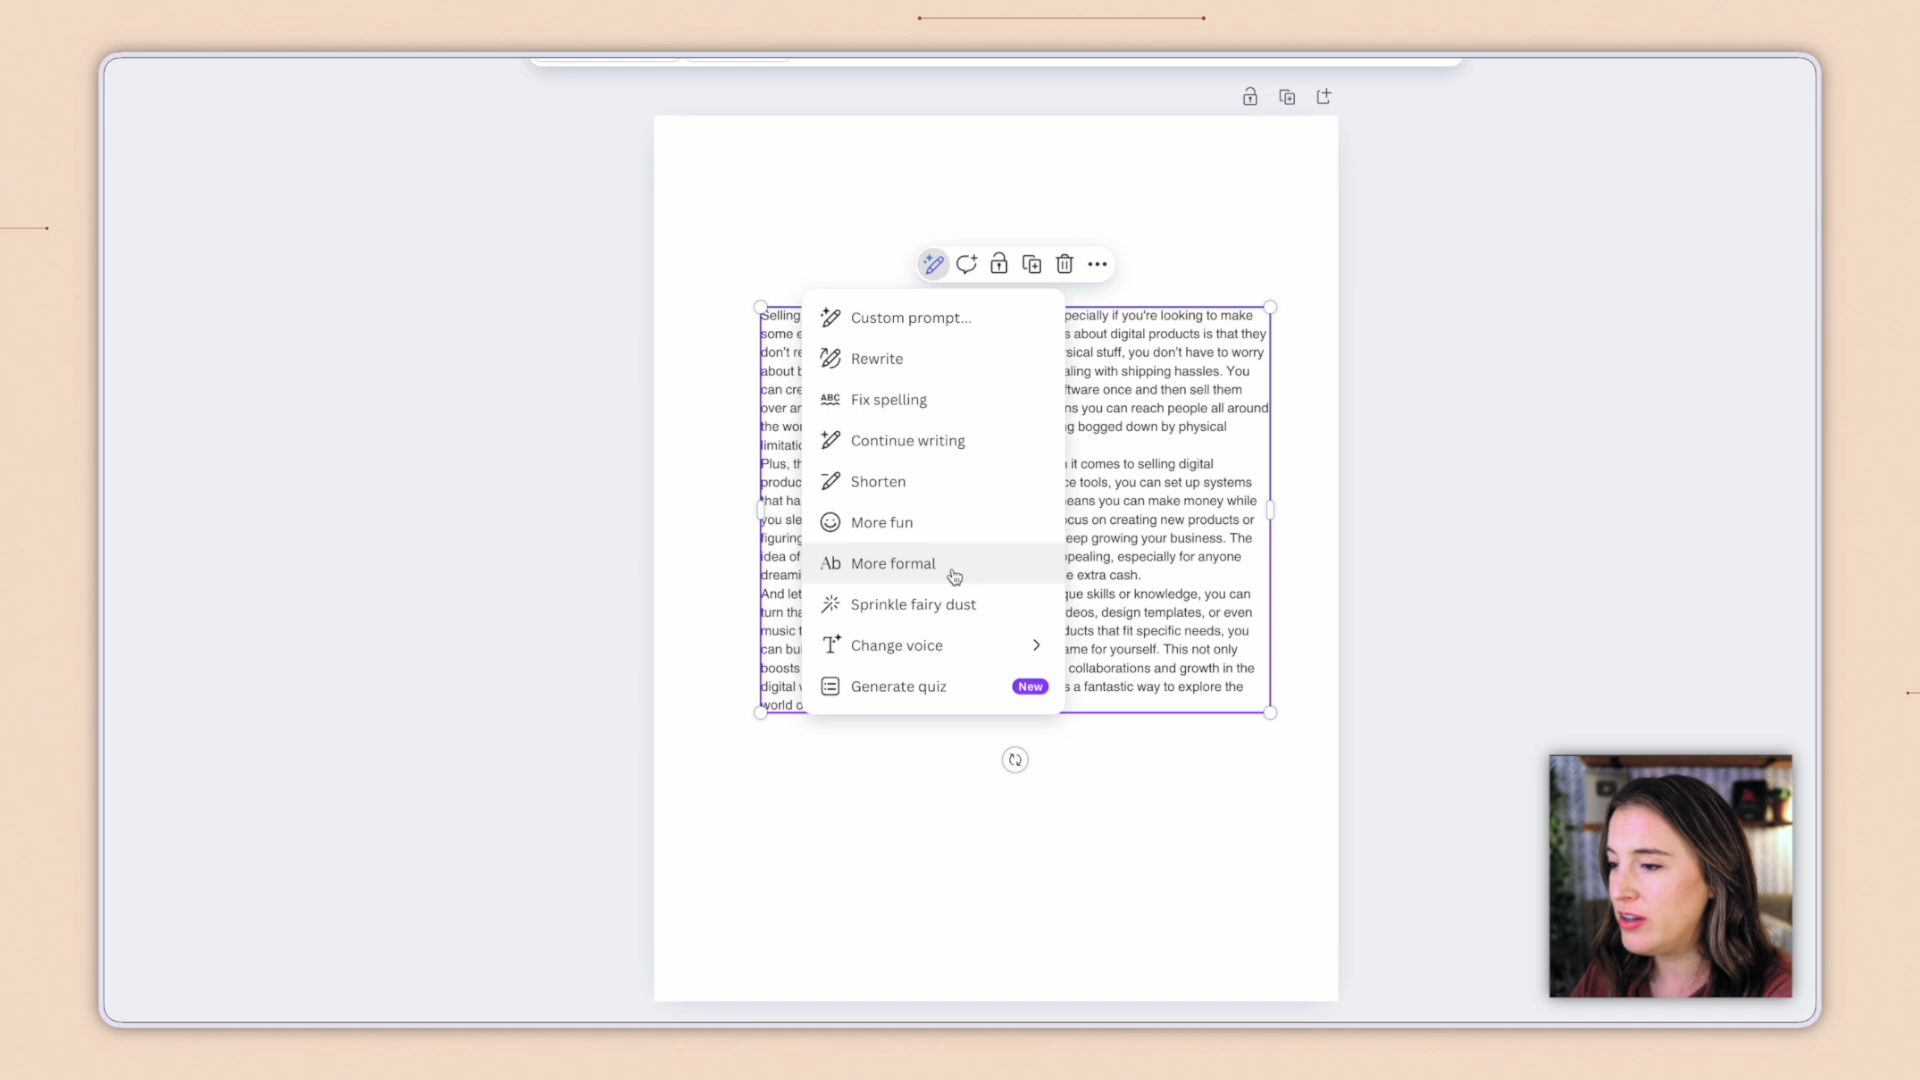 Custom prompt...
Rewrite
ABC Fix spelling
Continue writing
Shorten
More fun
Ab More formal
Sprinkle fairy dust
Change voice
Generate quiz New
Selling pecially if you're looking to make
some s about digital products is that they
don't sical stuff, you don't have to worry
about aling with shipping hassles. You
can ftware once and then sell them
over ns you can reach people all around
the g bogged down by physical
Plus, it comes to selling digital
ce tools, you can set up systems
that eans you can make money while
you ocus on creating new products or
eep growing your business. The
idea of pealing, especially for anyone
e extra cash.
And que skills or knowledge, you can
turn deos, design templates, or even
music ducts that fit specific needs, you
can ame for yourself. This not only
boosts collaborations and growth in the
digital s a fantastic way to explore the
world